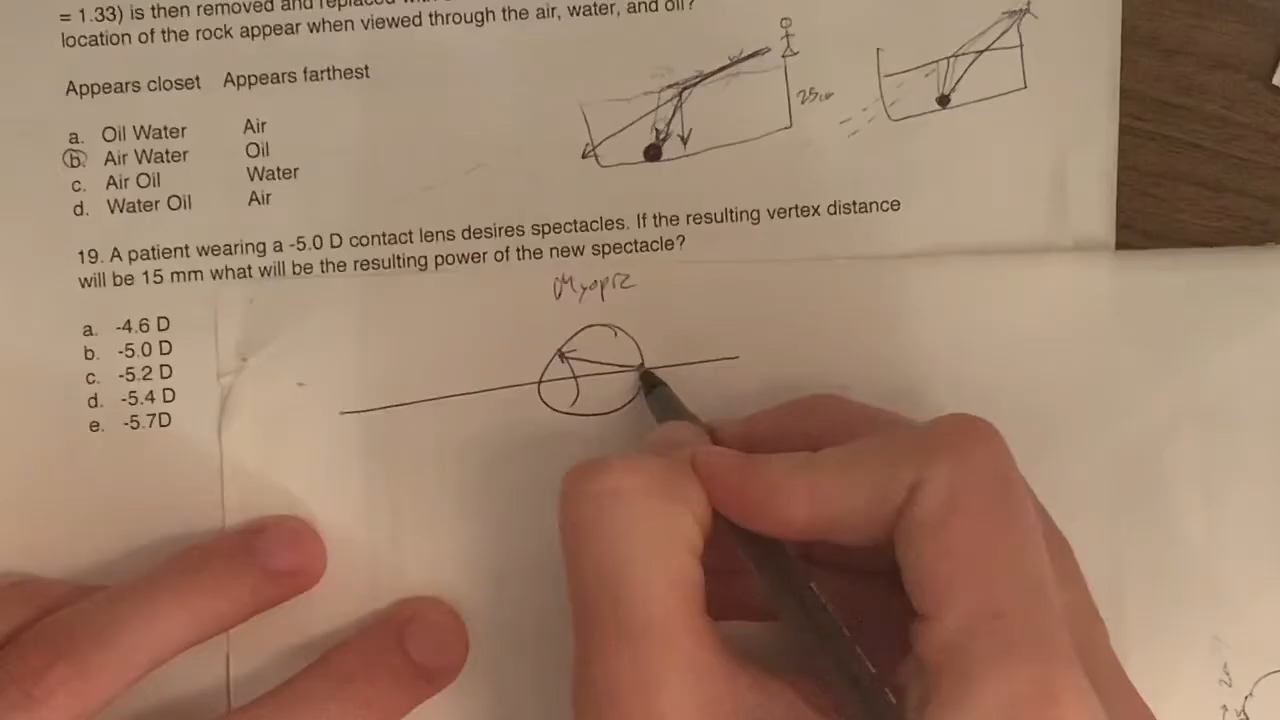 = 1.33) is then removed and
location of the rock appear when viewed through the air, water, and oil?
Appears closet Appears farthest
a. Oil Water Air
b. Air Water Oil
c. Air Oil Water
d. Water Oil Air
25cm
19. A patient wearing a -5.0 D contact lens desires spectacles. If the resulting vertex distance
will be 15 mm what will be the resulting power of the new spectacle?
a. -4.6 D
b. -5.0 D
c. -5.2 D
d. -5.4 D
e. -5.7D